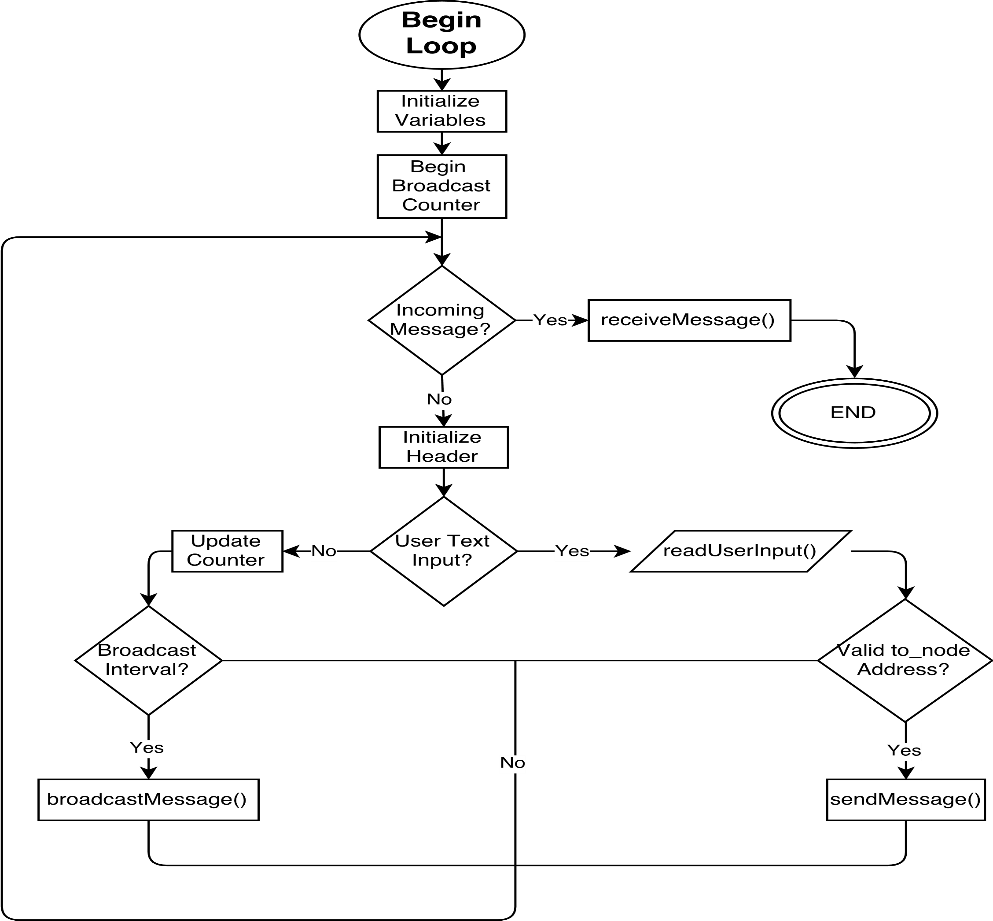 Begin
Loop
Initialize
Variables
Begin
Broadcast
Counter
Incoming
Message?
Yes
receiveMessage()
END
No
Initialize
Header
User Text
Input?
No
Update
Counter
Yes
readUserInput()
Broadcast
Interval?
Valid to_node
Address?
Yes
No
Yes
broadcastMessage()
sendMessage()